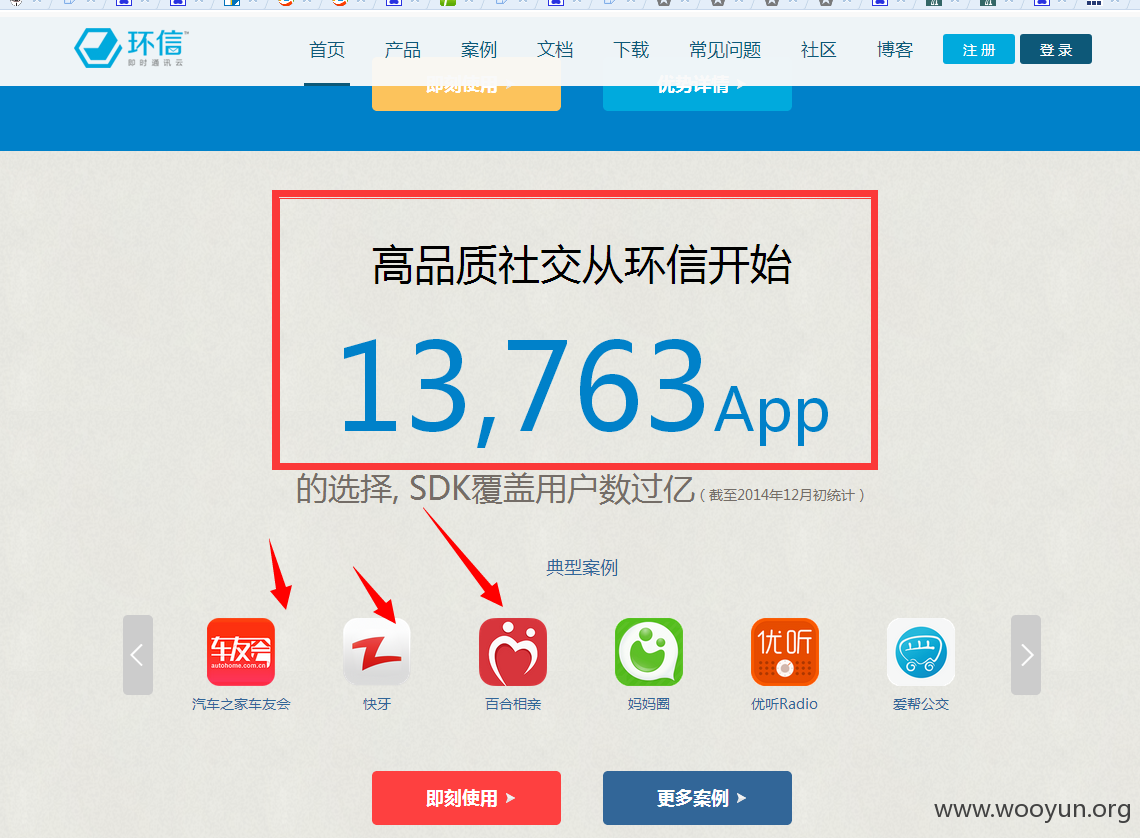 环信™
即时通讯云
首页 产品 案例 文档 下载 常见问题 社区 博客 注册 登录
即刻使用 优势详情
高品质社交从环信开始
13,763App
的选择, SDK覆盖用户数过亿（截至2014年12月初统计）
典型案例
车友会
autohome.com.cn
优听
汽车之家车友会 快牙 百合相亲 妈妈圈 优听Radio 爱帮公交
即刻使用 更多案例
www.wooyun.org